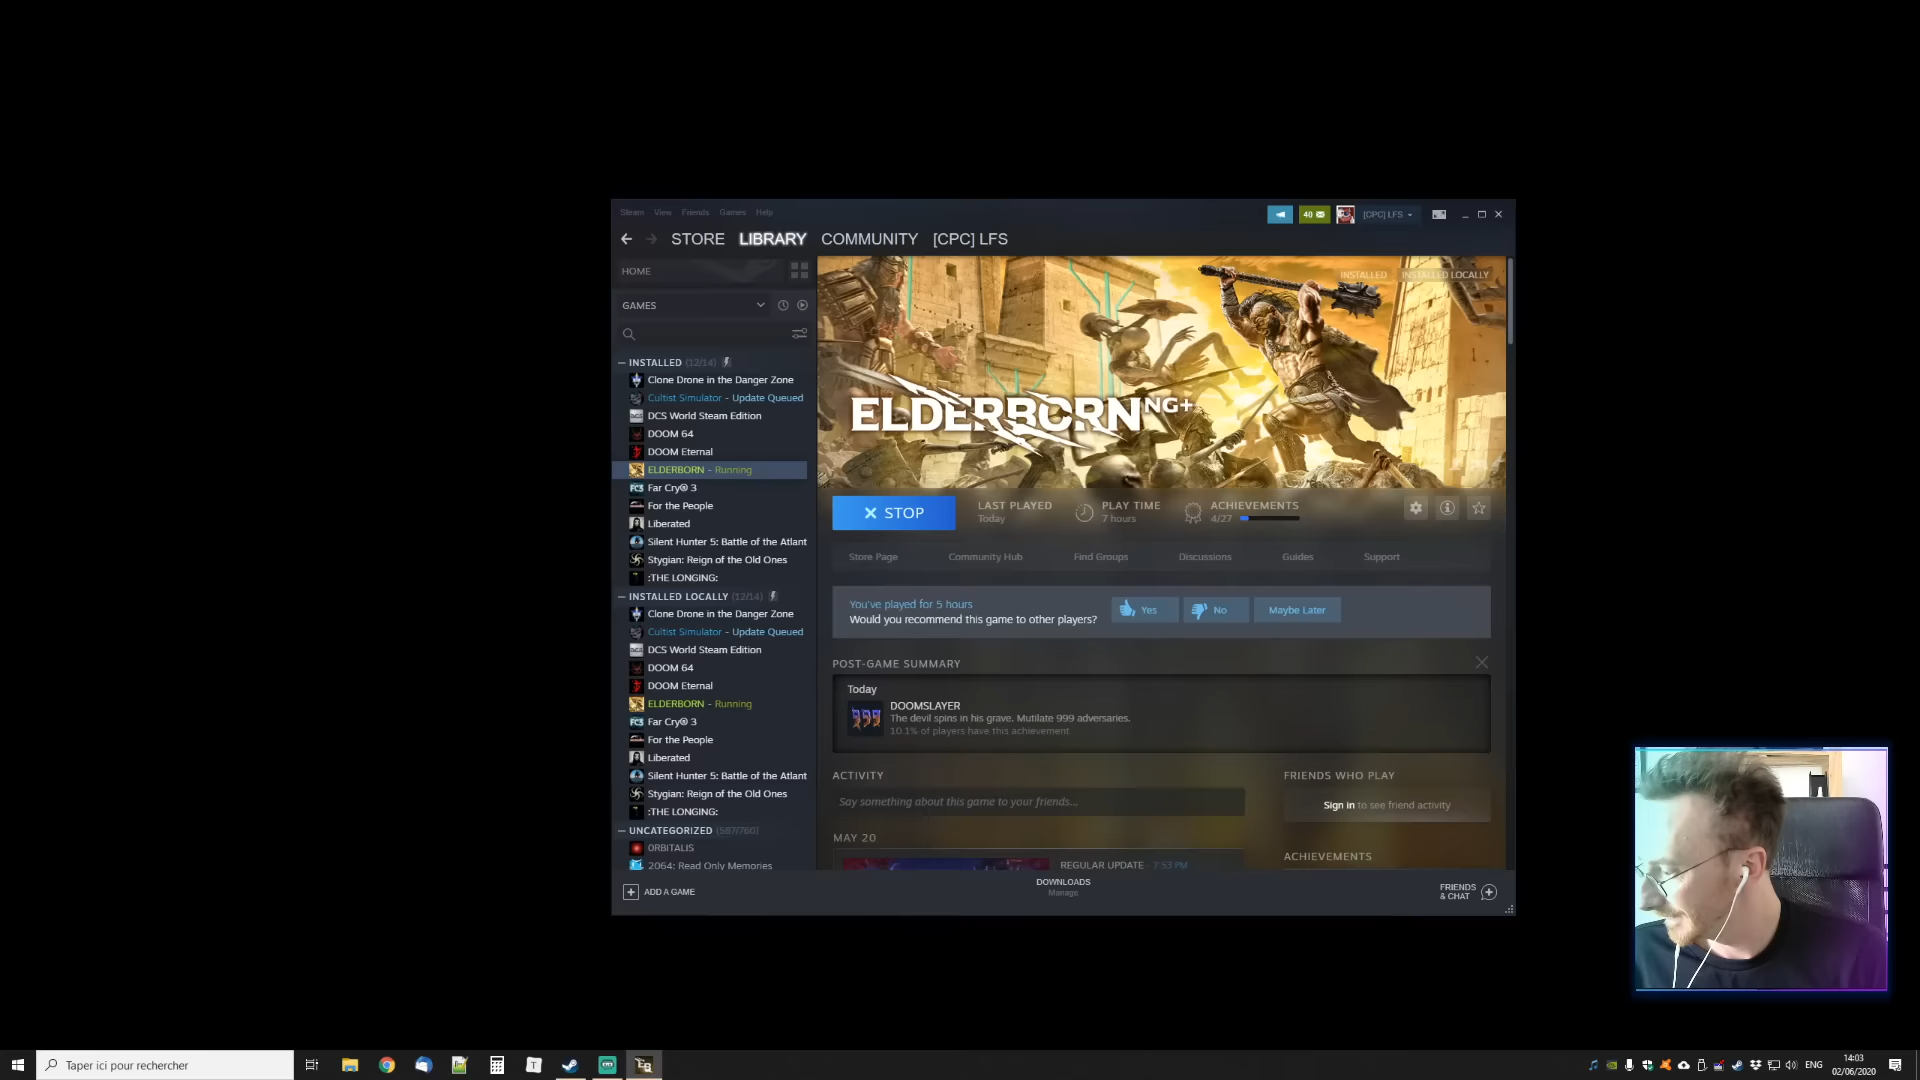 Steam View Friends Games Help
40
[CPC] LFS
STORE LIBRARY COMMUNITY [CPC] LFS
HOME
GAMES
INSTALLED (12/14)
Clone Drone in the Danger Zone
Cultist Simulator - Update Queued
DCS World Steam Edition
DOOM 64
DOOM Eternal
ELDERBORN - Running
Far Cry® 3
For the People
Liberated
Silent Hunter 5: Battle of the Atlant
Stygian: Reign of the Old Ones
:THE LONGING:
INSTALLED LOCALLY (12/14)
Clone Drone in the Danger Zone
Cultist Simulator - Update Queued
DCS World Steam Edition
DOOM 64
DOOM Eternal
ELDERBORN - Running
Far Cry® 3
For the People
Liberated
Silent Hunter 5: Battle of the Atlant
Stygian: Reign of the Old Ones
:THE LONGING:
UNCATEGORIZED (587/760)
0RBITALIS
2064: Read Only Memories
ADD A GAME
INSTALLED INSTALLED LOCALLY
ELDERBORN NG+
STOP
LAST PLAYED
Today
PLAY TIME
7 hours
ACHIEVEMENTS
4/27
Store Page Community Hub Find Groups Discussions Guides Support
You've played for 5 hours
Would you recommend this game to other players?
Yes No Maybe Later
POST-GAME SUMMARY
Today
DOOMSLAYER
The devil spins in his grave. Mutilate 999 adversaries.
10.1% of players have this achievement
ACTIVITY
Say something about this game to your friends...
MAY 20
REGULAR UPDATE - 7:53 PM
FRIENDS WHO PLAY
Sign in to see friend activity
ACHIEVEMENTS
DOWNLOADS
Manage
FRIENDS
& CHAT
Taper ici pour rechercher
ENG
14:03
02/06/2020